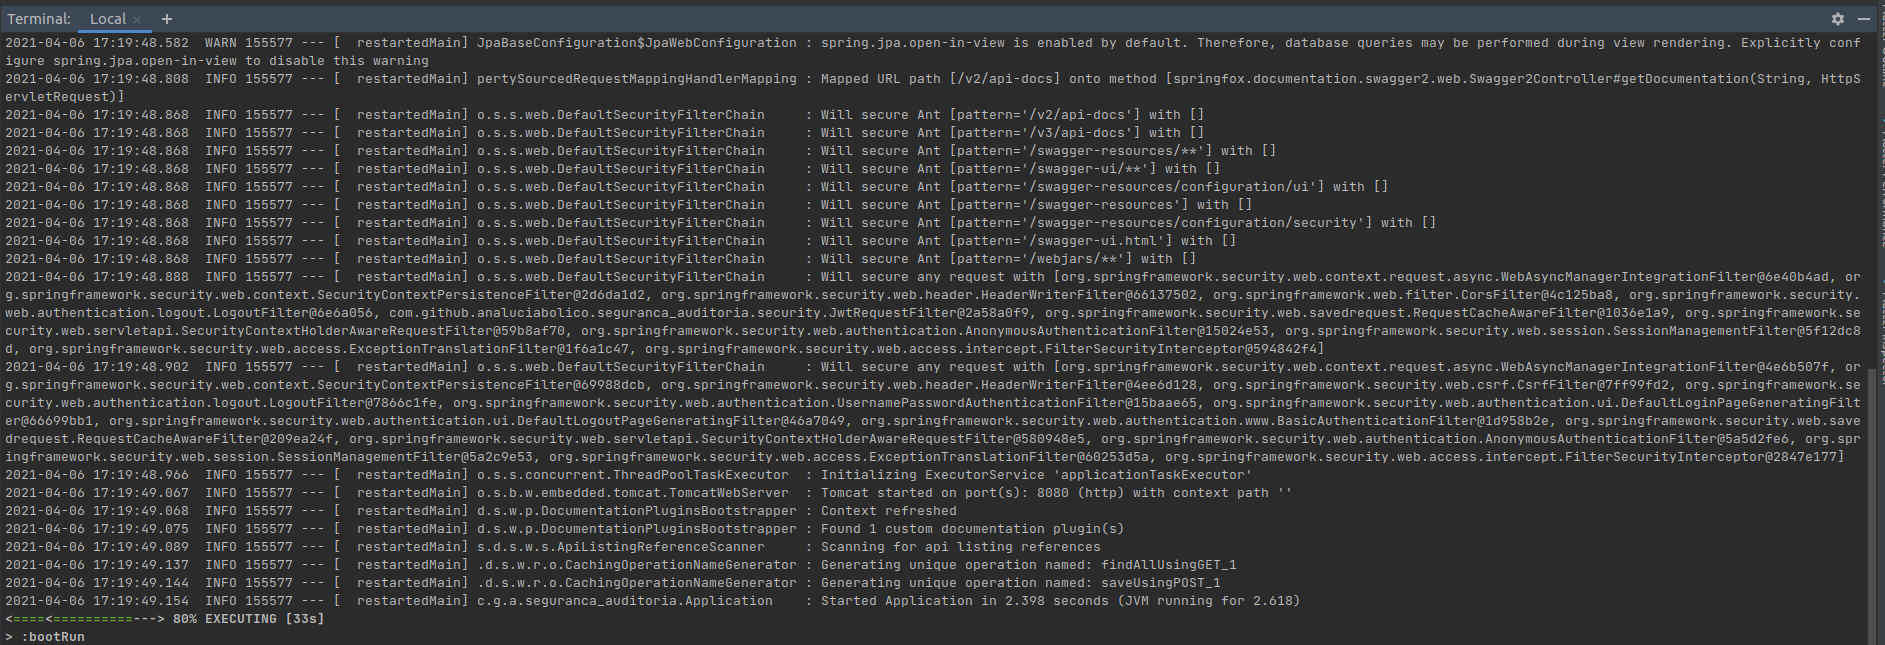 Terminal: Local × +
2021-04-06 17:19:48.582  WARN 155577 --- [  restartedMain] JpaBaseConfiguration$JpaWebConfiguration : spring.jpa.open-in-view is enabled by default. Therefore, database queries may be performed during view rendering. Explicitly conf
igure spring.jpa.open-in-view to disable this warning
2021-04-06 17:19:48.808  INFO 155577 --- [  restartedMain] pertySourcedRequestMappingHandlerMapping : Mapped URL path [/v2/api-docs] onto method [springfox.documentation.swagger2.web.Swagger2Controller#getDocumentation(String, HttpS
ervletRequest)]
2021-04-06 17:19:48.868  INFO 155577 --- [  restartedMain] o.s.s.web.DefaultSecurityFilterChain     : Will secure Ant [pattern='/v2/api-docs'] with []
2021-04-06 17:19:48.868  INFO 155577 --- [  restartedMain] o.s.s.web.DefaultSecurityFilterChain     : Will secure Ant [pattern='/v3/api-docs'] with []
2021-04-06 17:19:48.868  INFO 155577 --- [  restartedMain] o.s.s.web.DefaultSecurityFilterChain     : Will secure Ant [pattern='/swagger-resources/**'] with []
2021-04-06 17:19:48.868  INFO 155577 --- [  restartedMain] o.s.s.web.DefaultSecurityFilterChain     : Will secure Ant [pattern='/swagger-ui/**'] with []
2021-04-06 17:19:48.868  INFO 155577 --- [  restartedMain] o.s.s.web.DefaultSecurityFilterChain     : Will secure Ant [pattern='/swagger-resources/configuration/ui'] with []
2021-04-06 17:19:48.868  INFO 155577 --- [  restartedMain] o.s.s.web.DefaultSecurityFilterChain     : Will secure Ant [pattern='/swagger-resources'] with []
2021-04-06 17:19:48.868  INFO 155577 --- [  restartedMain] o.s.s.web.DefaultSecurityFilterChain     : Will secure Ant [pattern='/swagger-resources/configuration/security'] with []
2021-04-06 17:19:48.868  INFO 155577 --- [  restartedMain] o.s.s.web.DefaultSecurityFilterChain     : Will secure Ant [pattern='/swagger-ui.html'] with []
2021-04-06 17:19:48.868  INFO 155577 --- [  restartedMain] o.s.s.web.DefaultSecurityFilterChain     : Will secure Ant [pattern='/webjars/**'] with []
2021-04-06 17:19:48.888  INFO 155577 --- [  restartedMain] o.s.s.web.DefaultSecurityFilterChain     : Will secure any request with [org.springframework.security.web.context.request.async.WebAsyncManagerIntegrationFilter@6e40b4ad, or
g.springframework.security.web.context.SecurityContextPersistenceFilter@2d6da1d2, org.springframework.security.web.header.HeaderWriterFilter@66137502, org.springframework.web.filter.CorsFilter@4c125ba8, org.springframework.security.
web.authentication.logout.LogoutFilter@6e6a056, com.github.analuciabolico.seguranca_auditoria.security.JwtRequestFilter@2a58a0f9, org.springframework.security.web.savedrequest.RequestCacheAwareFilter@1036e1a9, org.springframework.se
curity.web.servletapi.SecurityContextHolderAwareRequestFilter@59b8af70, org.springframework.security.web.authentication.AnonymousAuthenticationFilter@15024e53, org.springframework.security.web.session.SessionManagementFilter@5f12dc8
d, org.springframework.security.web.access.ExceptionTranslationFilter@1f6a1c47, org.springframework.security.web.access.intercept.FilterSecurityInterceptor@594842f4]
2021-04-06 17:19:48.902  INFO 155577 --- [  restartedMain] o.s.s.web.DefaultSecurityFilterChain     : Will secure any request with [org.springframework.security.web.context.request.async.WebAsyncManagerIntegrationFilter@4e6b507f, or
g.springframework.security.web.context.SecurityContextPersistenceFilter@69988dcb, org.springframework.security.web.header.HeaderWriterFilter@4ee6d128, org.springframework.security.web.csrf.CsrfFilter@7ff99fd2, org.springframework.se
curity.web.authentication.logout.LogoutFilter@7866c1fe, org.springframework.security.web.authentication.UsernamePasswordAuthenticationFilter@15baae65, org.springframework.security.web.authentication.ui.DefaultLoginPageGeneratingFilt
er@66699bb1, org.springframework.security.web.authentication.ui.DefaultLogoutPageGeneratingFilter@46a7049, org.springframework.security.web.authentication.www.BasicAuthenticationFilter@1d958b2e, org.springframework.security.web.save
drequest.RequestCacheAwareFilter@209ea24f, org.springframework.security.web.servletapi.SecurityContextHolderAwareRequestFilter@580948e5, org.springframework.security.web.authentication.AnonymousAuthenticationFilter@5a5d2fe6, org.spr
ingframework.security.web.session.SessionManagementFilter@5a2c9e53, org.springframework.security.web.access.ExceptionTranslationFilter@60253d5a, org.springframework.security.web.access.intercept.FilterSecurityInterceptor@2847e177]
2021-04-06 17:19:48.966  INFO 155577 --- [  restartedMain] o.s.s.concurrent.ThreadPoolTaskExecutor  : Initializing ExecutorService 'applicationTaskExecutor'
2021-04-06 17:19:49.067  INFO 155577 --- [  restartedMain] o.s.b.w.embedded.tomcat.TomcatWebServer  : Tomcat started on port(s): 8080 (http) with context path ''
2021-04-06 17:19:49.068  INFO 155577 --- [  restartedMain] d.s.w.p.DocumentationPluginsBootstrapper : Context refreshed
2021-04-06 17:19:49.075  INFO 155577 --- [  restartedMain] d.s.w.p.DocumentationPluginsBootstrapper : Found 1 custom documentation plugin(s)
2021-04-06 17:19:49.089  INFO 155577 --- [  restartedMain] s.d.s.w.s.ApiListingReferenceScanner     : Scanning for api listing references
2021-04-06 17:19:49.137  INFO 155577 --- [  restartedMain] .d.s.w.r.o.CachingOperationNameGenerator : Generating unique operation named: findAllUsingGET_1
2021-04-06 17:19:49.144  INFO 155577 --- [  restartedMain] .d.s.w.r.o.CachingOperationNameGenerator : Generating unique operation named: saveUsingPOST_1
2021-04-06 17:19:49.154  INFO 155577 --- [  restartedMain] c.g.a.seguranca_auditoria.Application    : Started Application in 2.398 seconds (JVM running for 2.618)
<====<==========---> 80% EXECUTING [33s]
> :bootRun